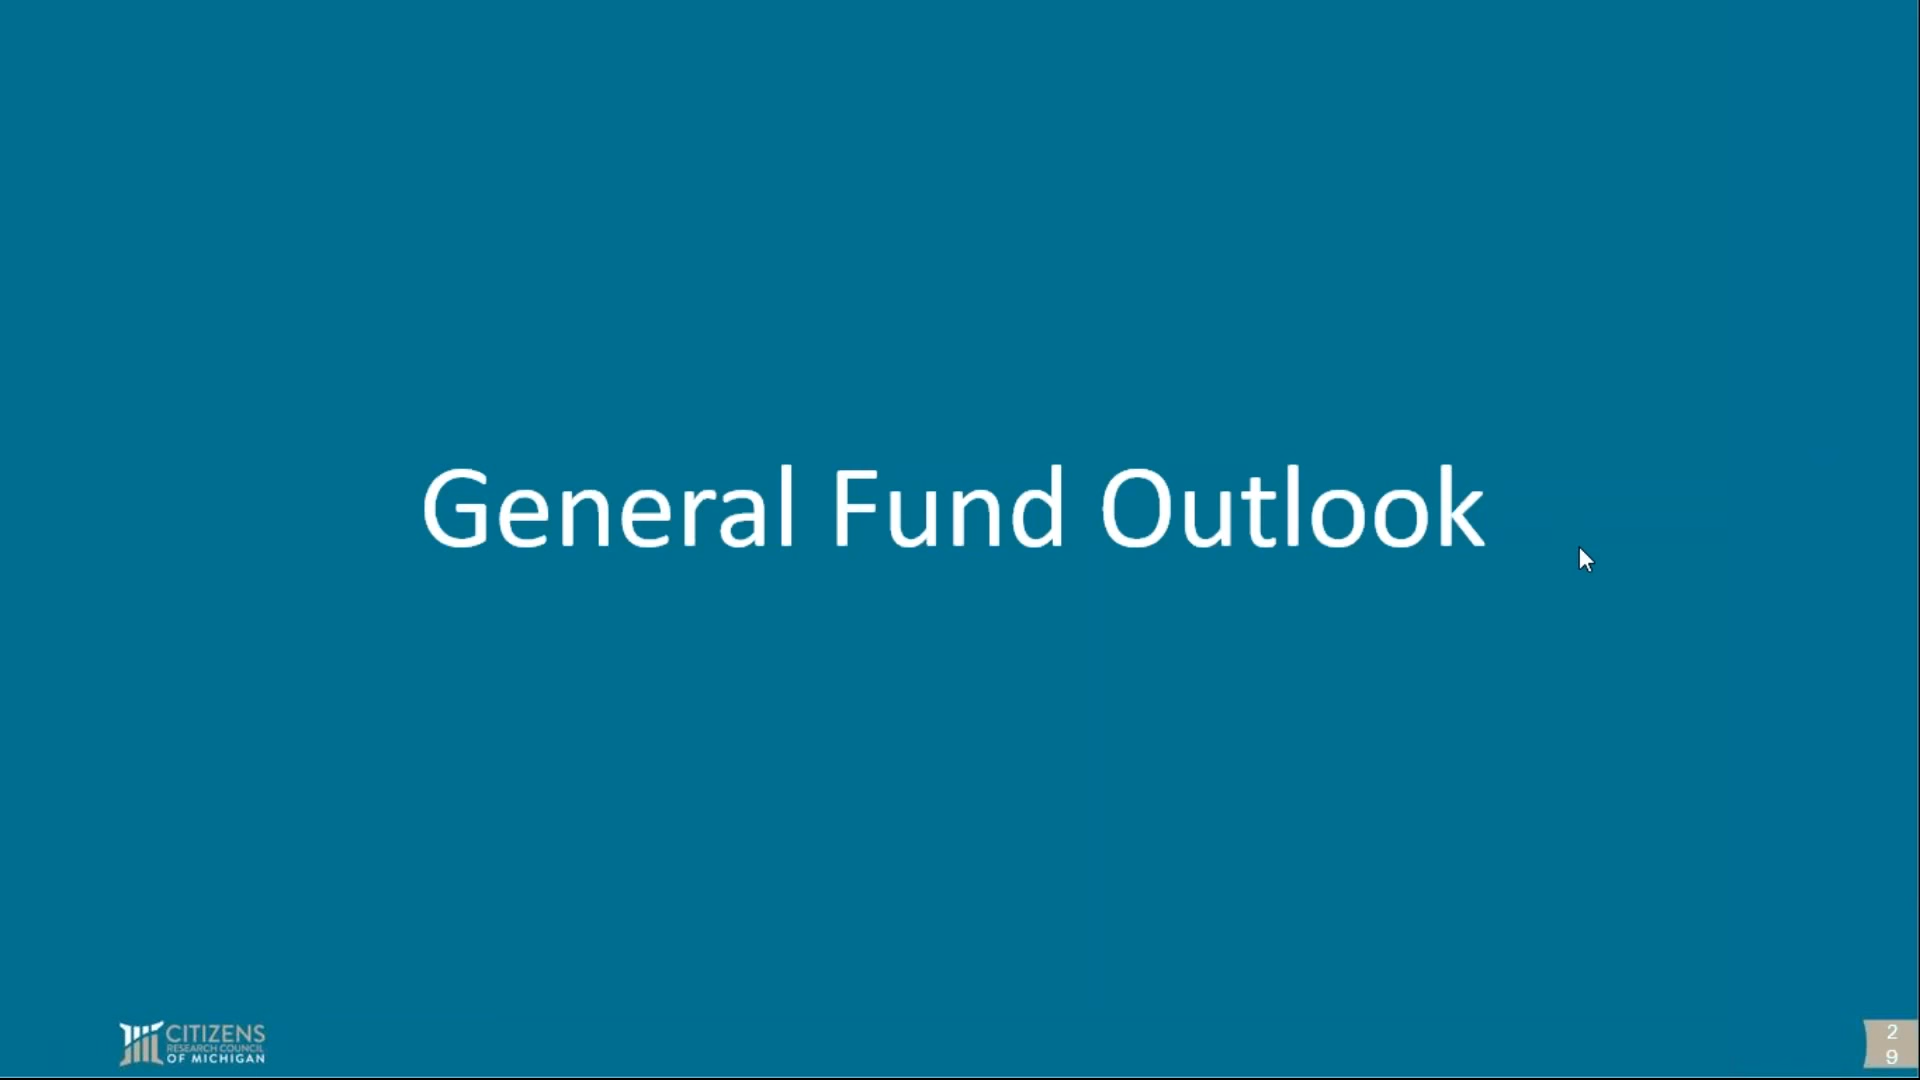 General Fund Outlook
CITIZENS
RESEARCH COUNCIL
OF MICHIGAN
2
9